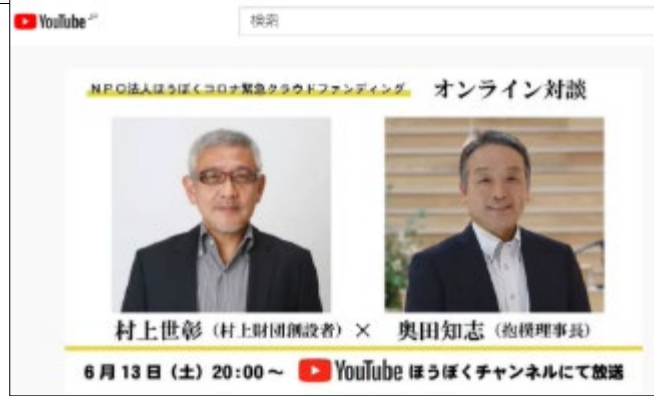 YouTube JP
検索
NPO法人ほうぼくコロナ緊急クラウドファンディング オンライン対談
村上世彰（村上財団創設者）× 奥田知志（抱樸理事長）
6月13日（土）20:00～ YouTube ほうぼくチャンネルにて放送